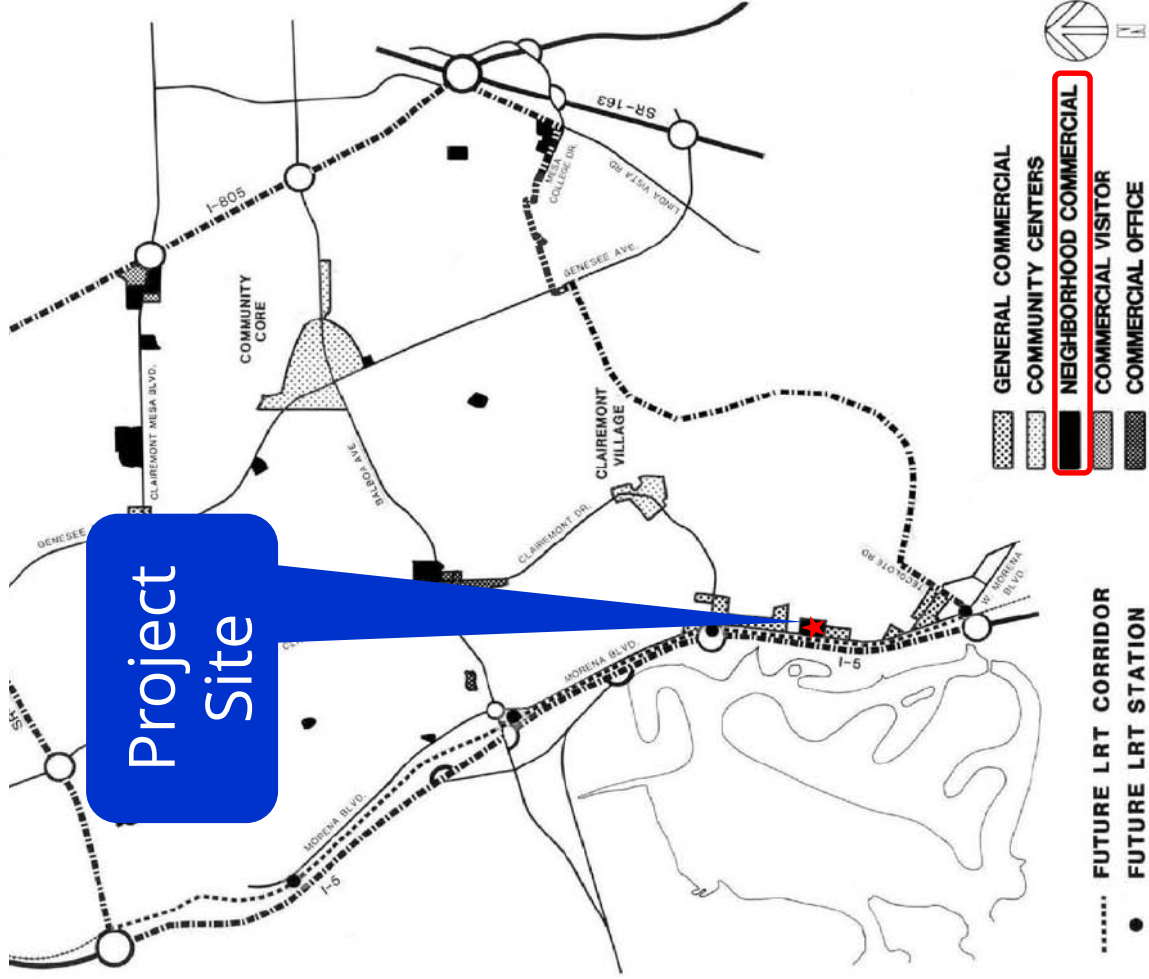 I-805
SR-163
MESA
COLLEGE DR.
LINDA VISTA RD.
GENESEE AVE.
COMMUNITY
CORE
CLAIREMONT MESA BLVD.
BALBOA AVE.
CLAIREMONT
VILLAGE
CLAIREMONT DR.
GENESEE
Project
Site
TECOLOTE RD
W. MORENA
BLVD.
MORENA BLVD.
I-5
MORENA BLVD.
I-5
N
GENERAL COMMERCIAL
COMMUNITY CENTERS
NEIGHBORHOOD COMMERCIAL
COMMERCIAL VISITOR
COMMERCIAL OFFICE
FUTURE LRT CORRIDOR
FUTURE LRT STATION